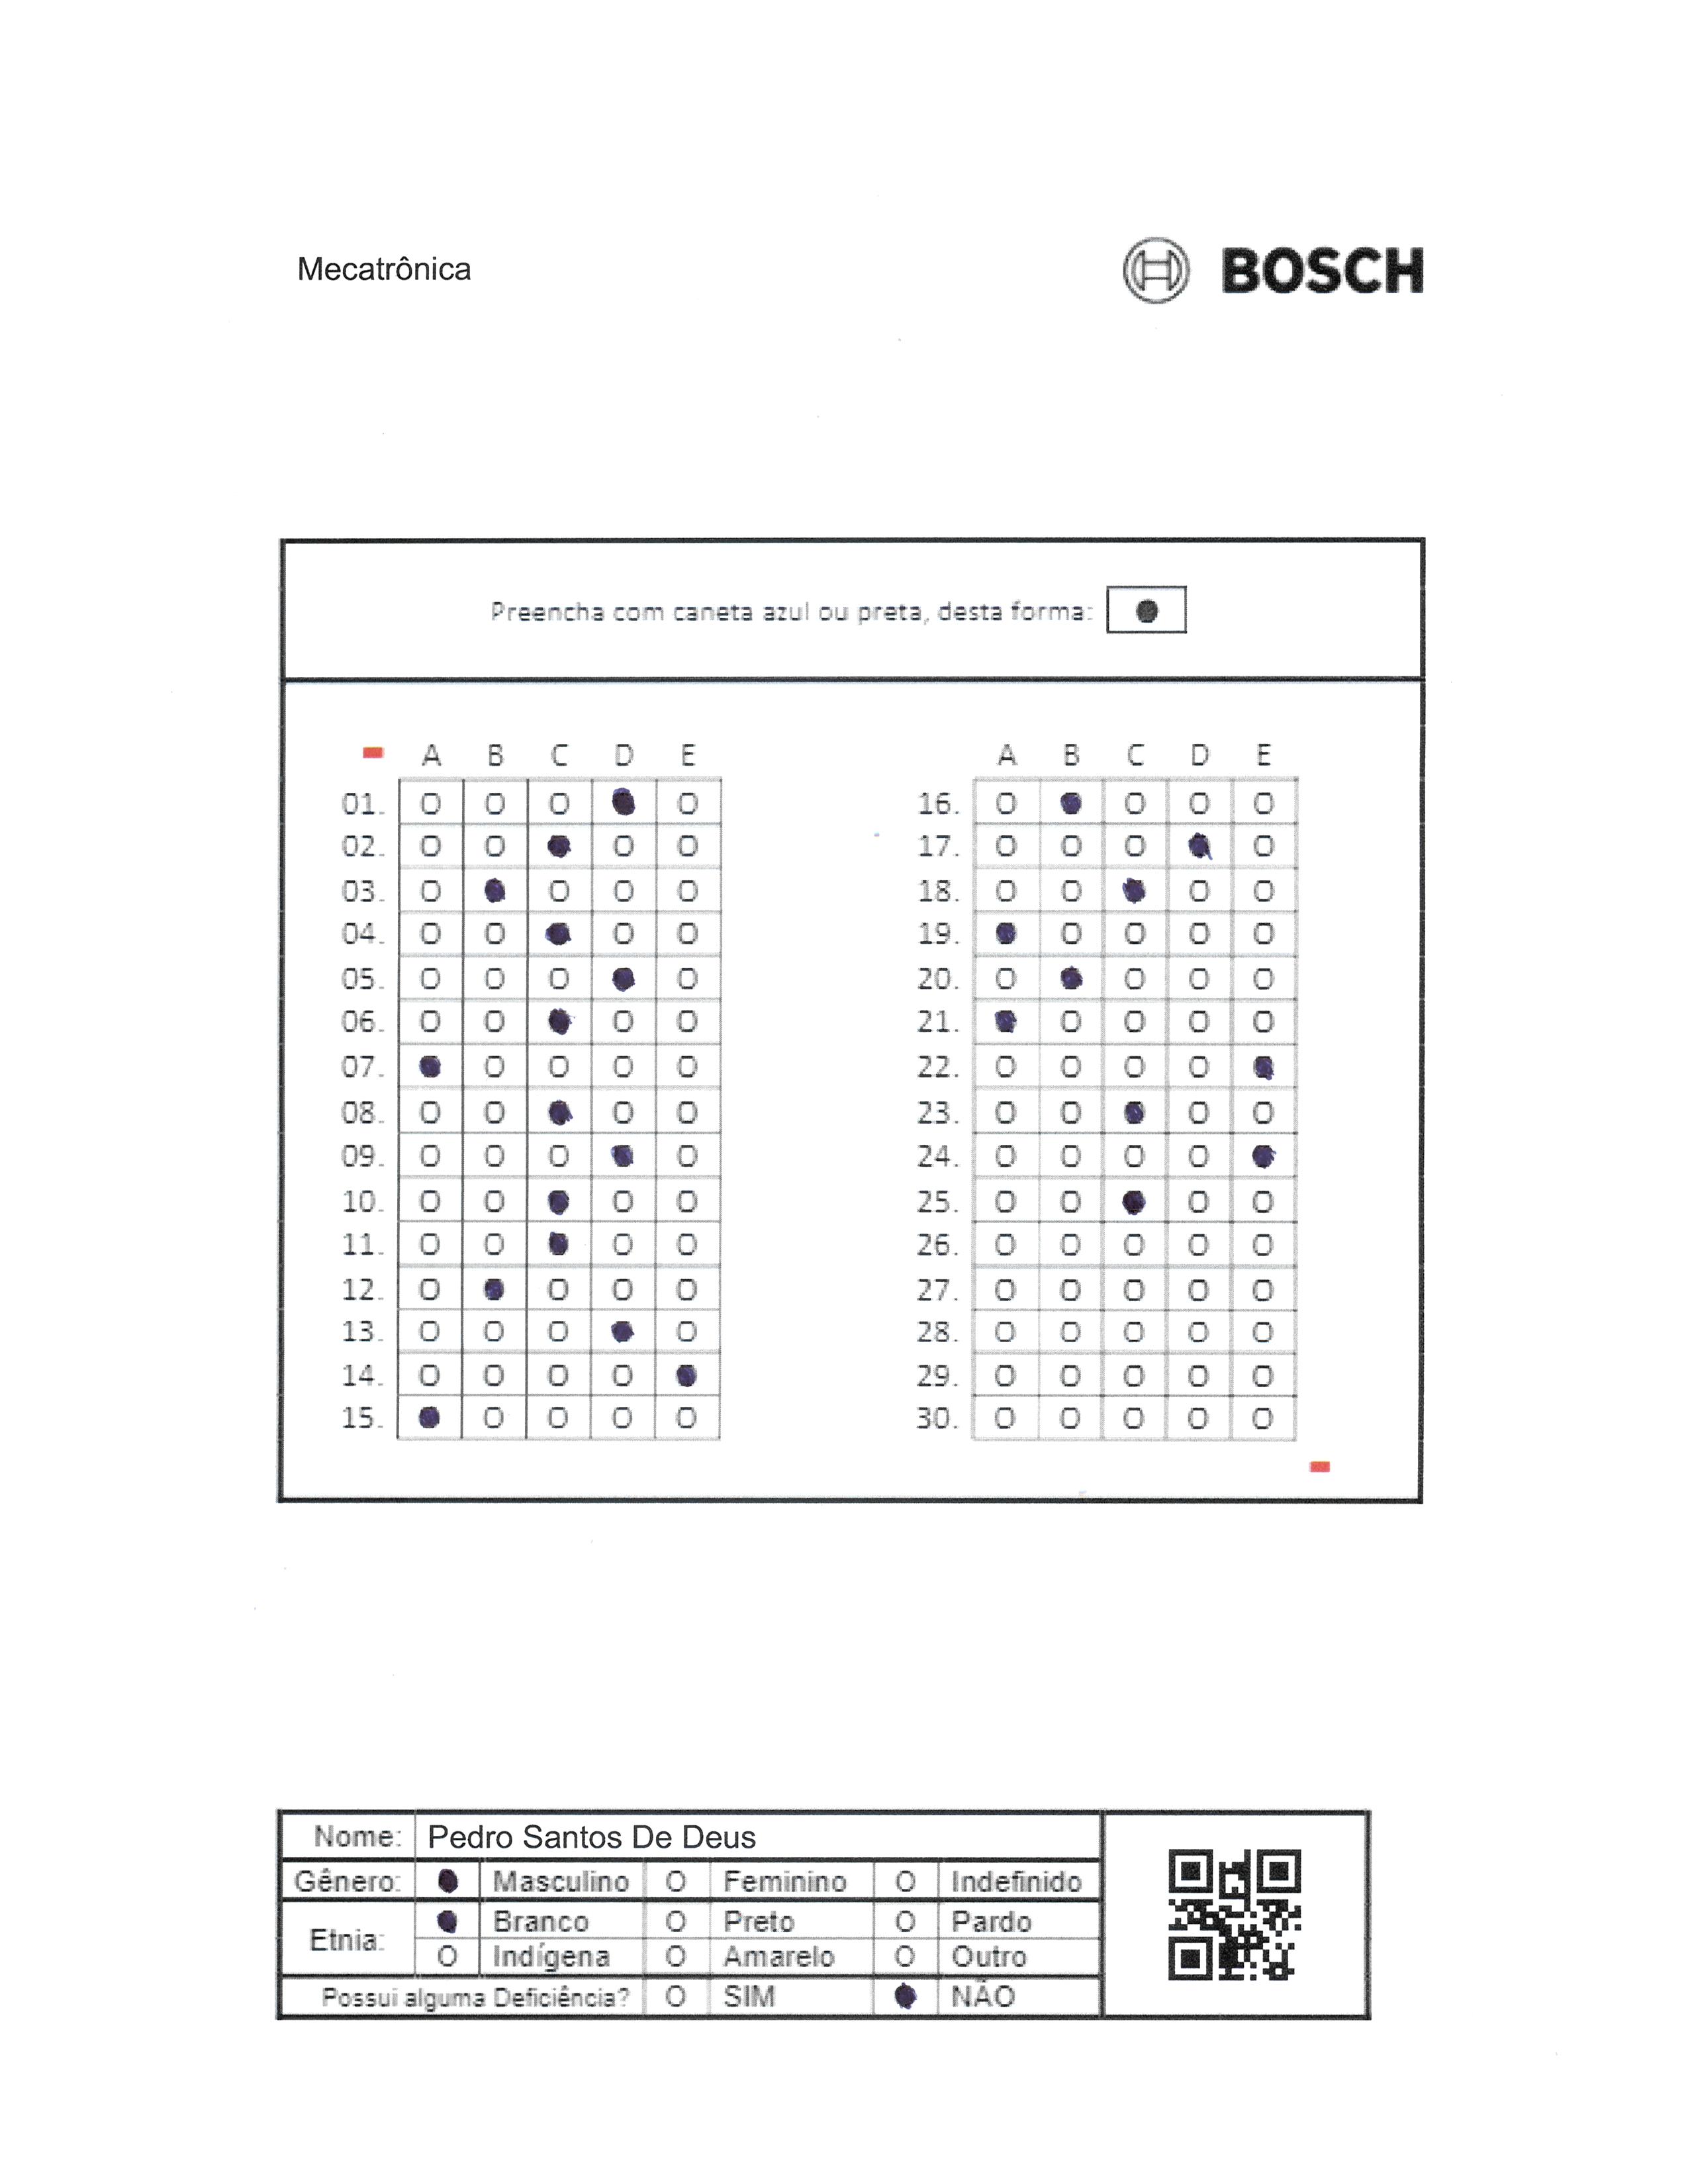 Mecatrônica
BOSCH
Preencha com caneta azul ou preta, desta forma:
A B C D E
01. O O O ● O
02. O O ● O O
03. O ● O O O
04. O O ● O O
05. O O O ● O
06. O O ● O O
07. ● O O O O
08. O O ● O O
09. O O O ● O
10. O O ● O O
11. O O ● O O
12. O ● O O O
13. O O O ● O
14. O O O O ●
15. ● O O O O
A B C D E
16. O ● O O O
17. O O O ● O
18. O O ● O O
19. ● O O O O
20. O ● O O O
21. ● O O O O
22. O O O O ●
23. O O ● O O
24. O O O O ●
25. O O ● O O
26. O O O O O
27. O O O O O
28. O O O O O
29. O O O O O
30. O O O O O
Nome: Pedro Santos De Deus
Gênero: ● Masculino O Feminino O Indefinido
Etnia: ● Branco O Preto O Pardo
O Indígena O Amarelo O Outro
Possui alguma Deficiência? O SIM ● NÃO